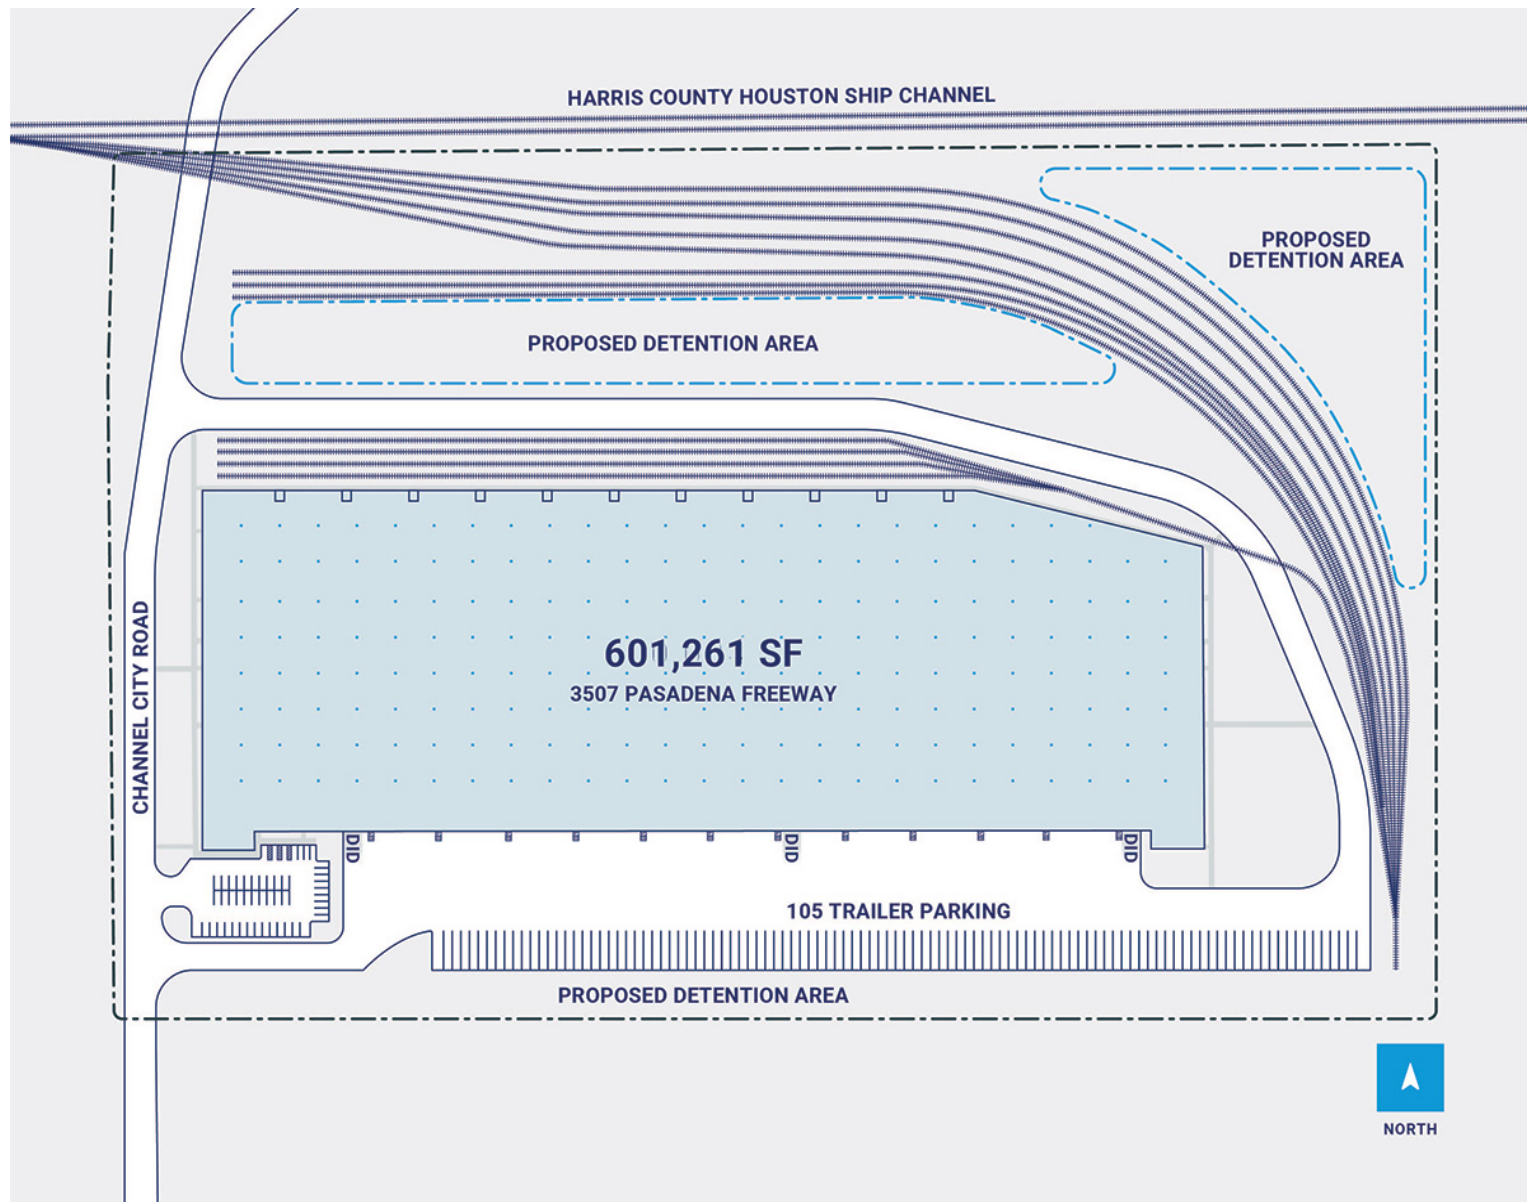 HARRIS COUNTY HOUSTON SHIP CHANNEL
PROPOSED
DETENTION AREA
PROPOSED DETENTION AREA
CHANNEL CITY ROAD
601,261 SF
3507 PASADENA FREEWAY
DID
DID
DID
105 TRAILER PARKING
PROPOSED DETENTION AREA
NORTH